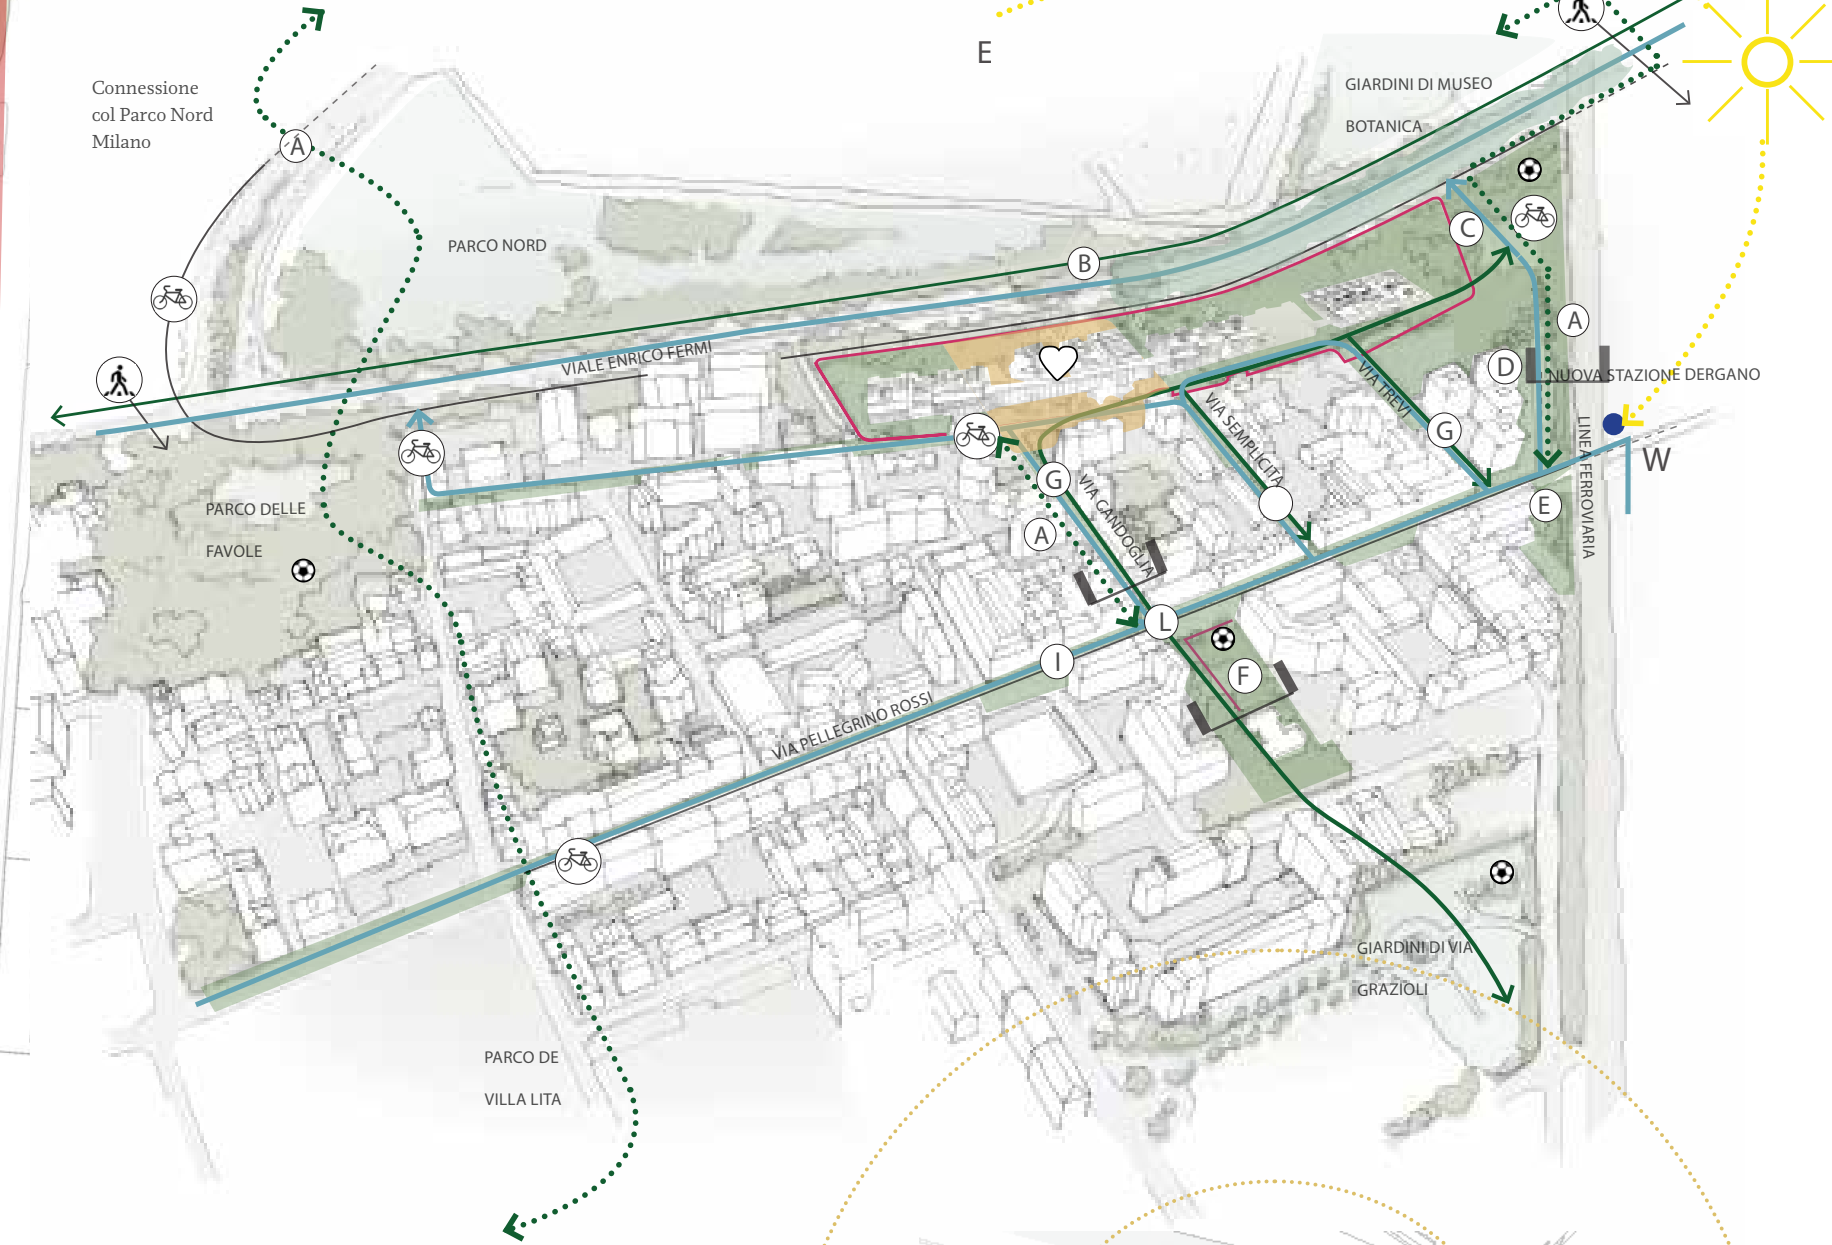 E
Connessione
col Parco Nord
Milano
A
GIARDINI DI MUSEO
BOTANICA
PARCO NORD
B
C
A
D
NUOVA STAZIONE DERGANO
VIALE ENRICO FERMI
VIA TREVI
VIA SEMPLICITA
G
LINEA FERROVIARIA
W
G
VIA CANDOGLIA
E
A
PARCO DELLE
FAVOLE
L
I
F
VIA PELLEGRINO ROSSI
GIARDINI DI VIA
GRAZIOLI
PARCO DE
VILLA LITA